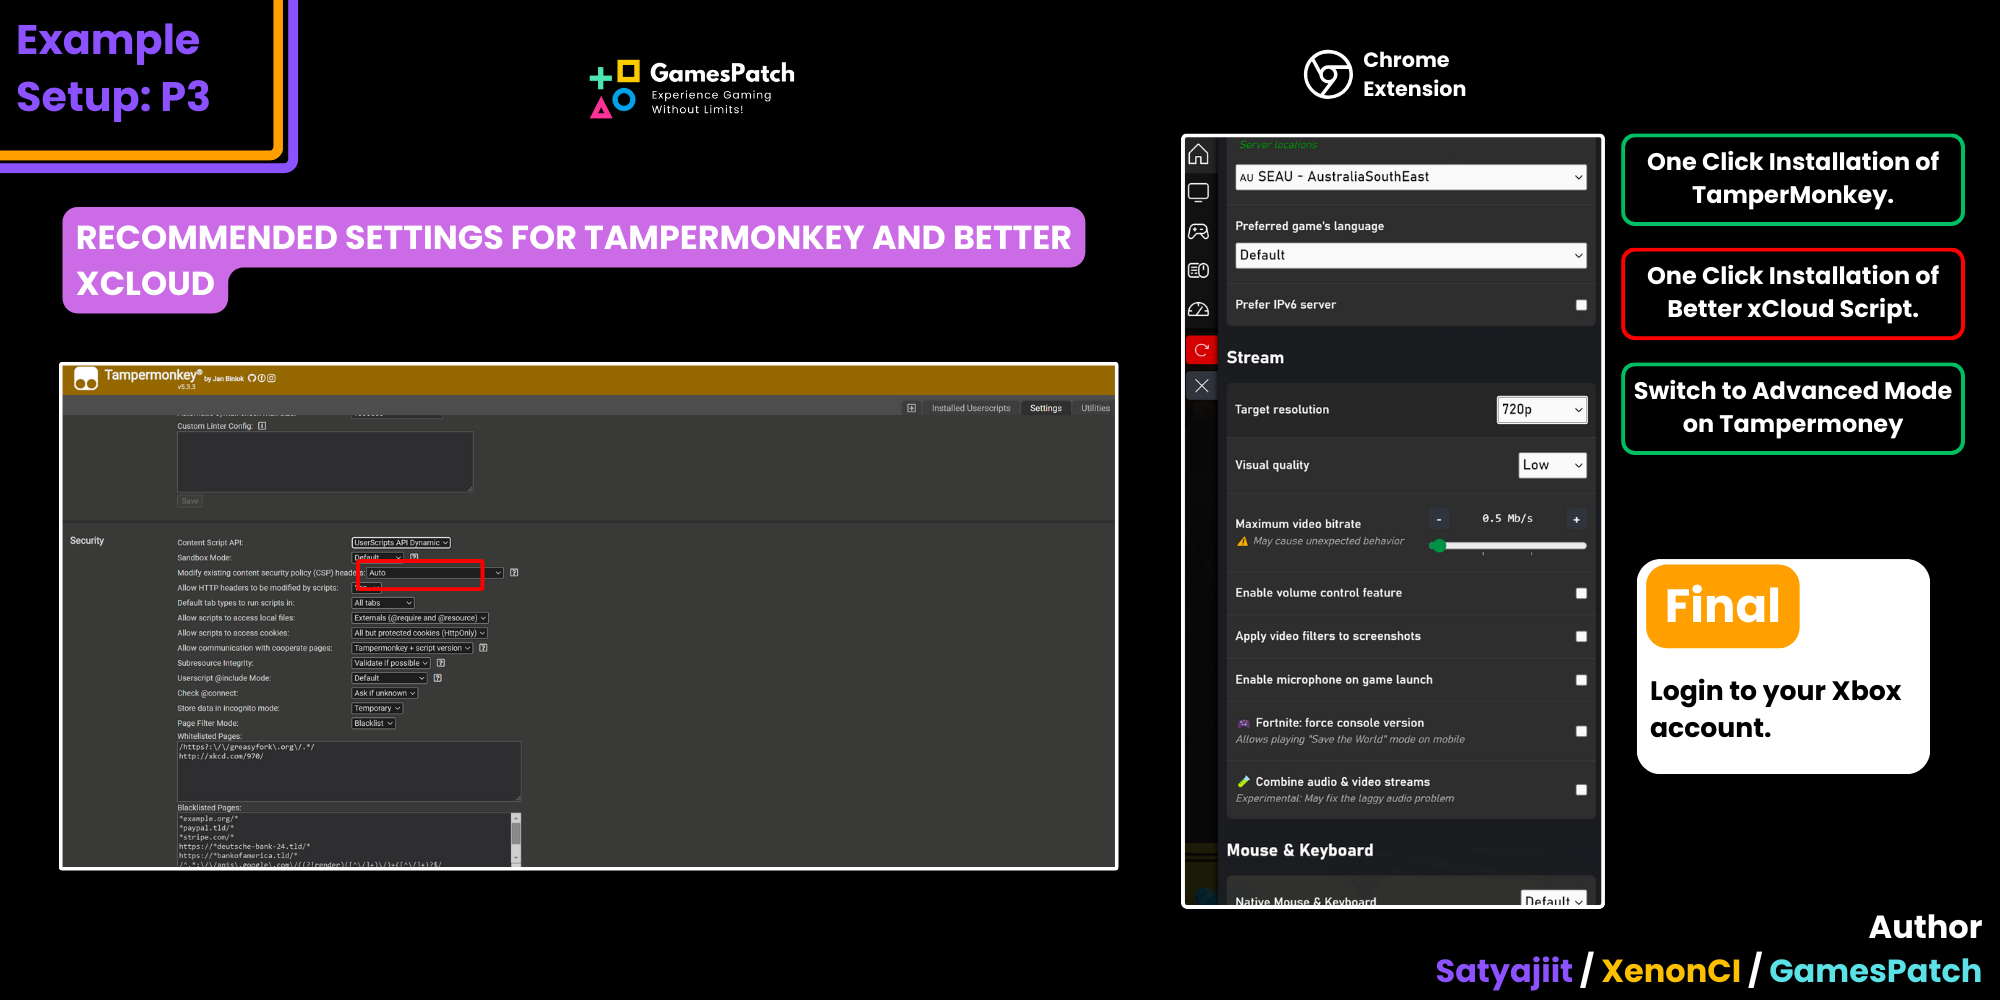 Example
Setup: P3
GamesPatch
Experience Gaming
Without Limits!
Chrome
Extension
RECOMMENDED SETTINGS FOR TAMPERMONKEY AND BETTER
XCLOUD
Tampermonkey® by Jan Biniok
v5.3.3
Installed Userscripts Settings Utilities
Custom Linter Config:
Save
Security
Content Script API: UserScripts API Dynamic
Sandbox Mode: Default
Modify existing content security policy (CSP) headers: Auto
Allow HTTP headers to be modified by scripts:
Default tab types to run scripts in: All tabs
Allow scripts to access local files: Externals (@require and @resource)
Allow scripts to access cookies: All but protected cookies (HttpOnly)
Allow communication with cooperate pages: Tampermonkey + script version
Subresource Integrity: Validate if possible
Userscript @include Mode: Default
Check @connect: Ask if unknown
Store data in incognito mode: Temporary
Page Filter Mode: Blacklist
Whitelisted Pages:
/https?:\/\/greasyfork\.org\/.*/
http://xkcd.com/970/
Blacklisted Pages:
*example.org/*
*paypal.tld/*
*stripe.com/*
https://*deutsche-bank-24.tld/*
https://*bankofamerica.tld/*
Server locations
AU SEAU - AustraliaSouthEast
Preferred game's language
Default
Prefer IPv6 server
Stream
Target resolution 720p
Visual quality Low
Maximum video bitrate - 0.5 Mb/s +
⚠ May cause unexpected behavior
Enable volume control feature
Apply video filters to screenshots
Enable microphone on game launch
🎮 Fortnite: force console version
Allows playing "Save the World" mode on mobile
🧪 Combine audio & video streams
Experimental: May fix the laggy audio problem
Mouse & Keyboard
Native Mouse & Keyboard Default
One Click Installation of
TamperMonkey.
One Click Installation of
Better xCloud Script.
Switch to Advanced Mode
on Tampermoney
Final
Login to your Xbox
account.
Author
Satyajiit / XenonCI / GamesPatch